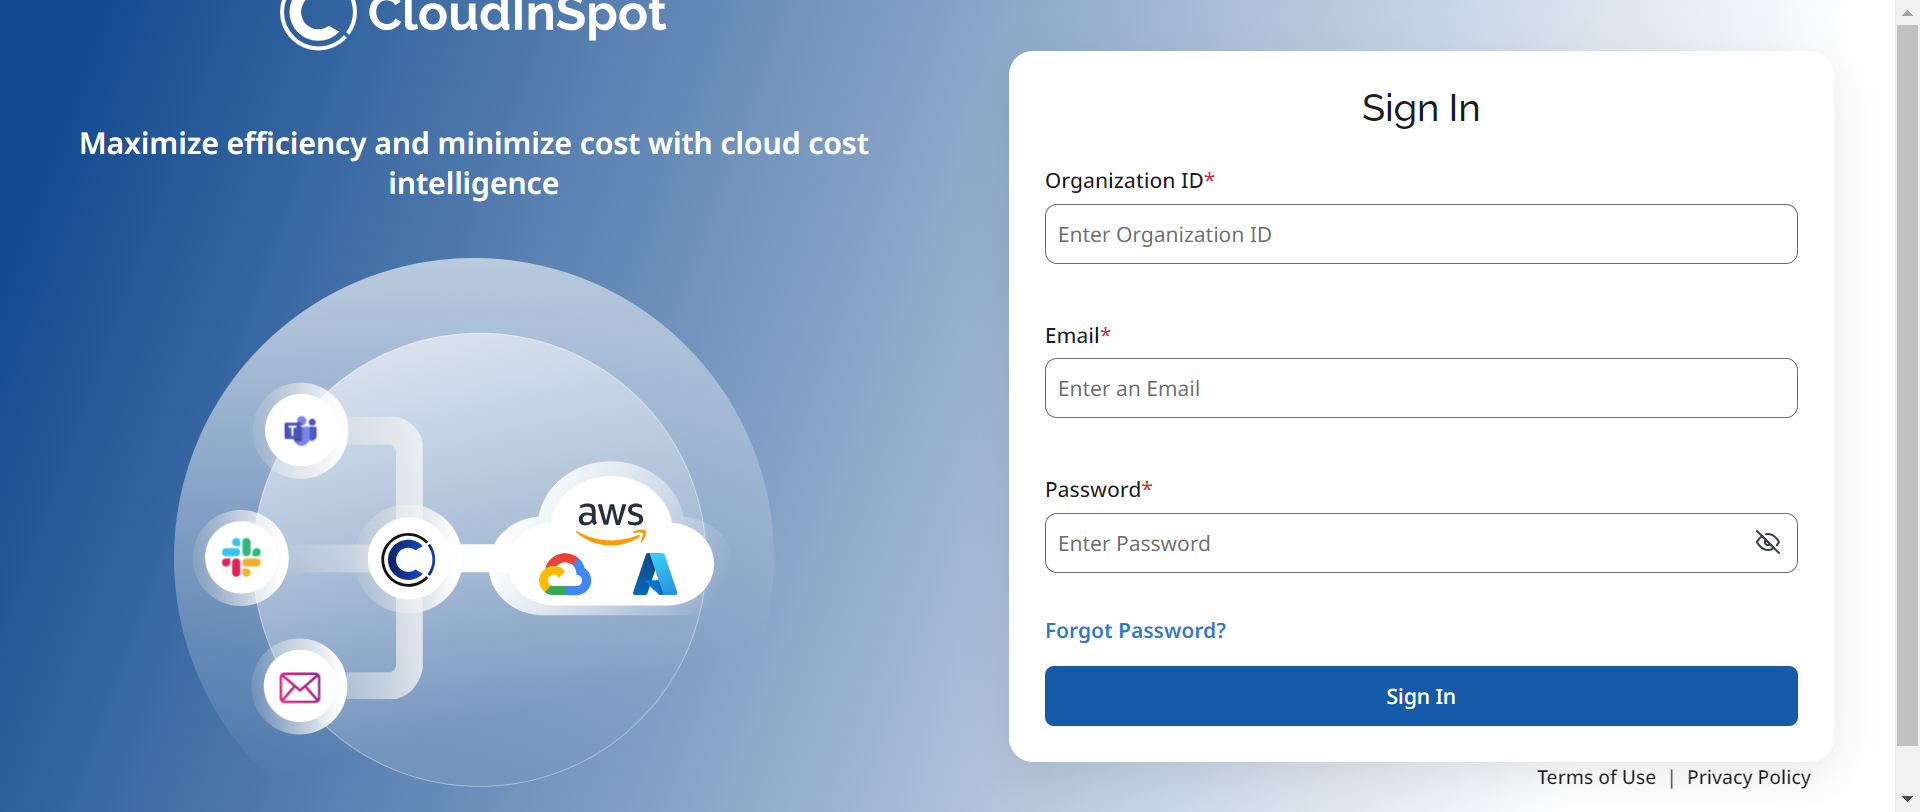 CloudInSpot
Maximize efficiency and minimize cost with cloud cost
intelligence
T
aws
Sign In
Organization ID*
Enter Organization ID
Email*
Enter an Email
Password*
Enter Password
Forgot Password?
Sign In
Terms of Use | Privacy Policy